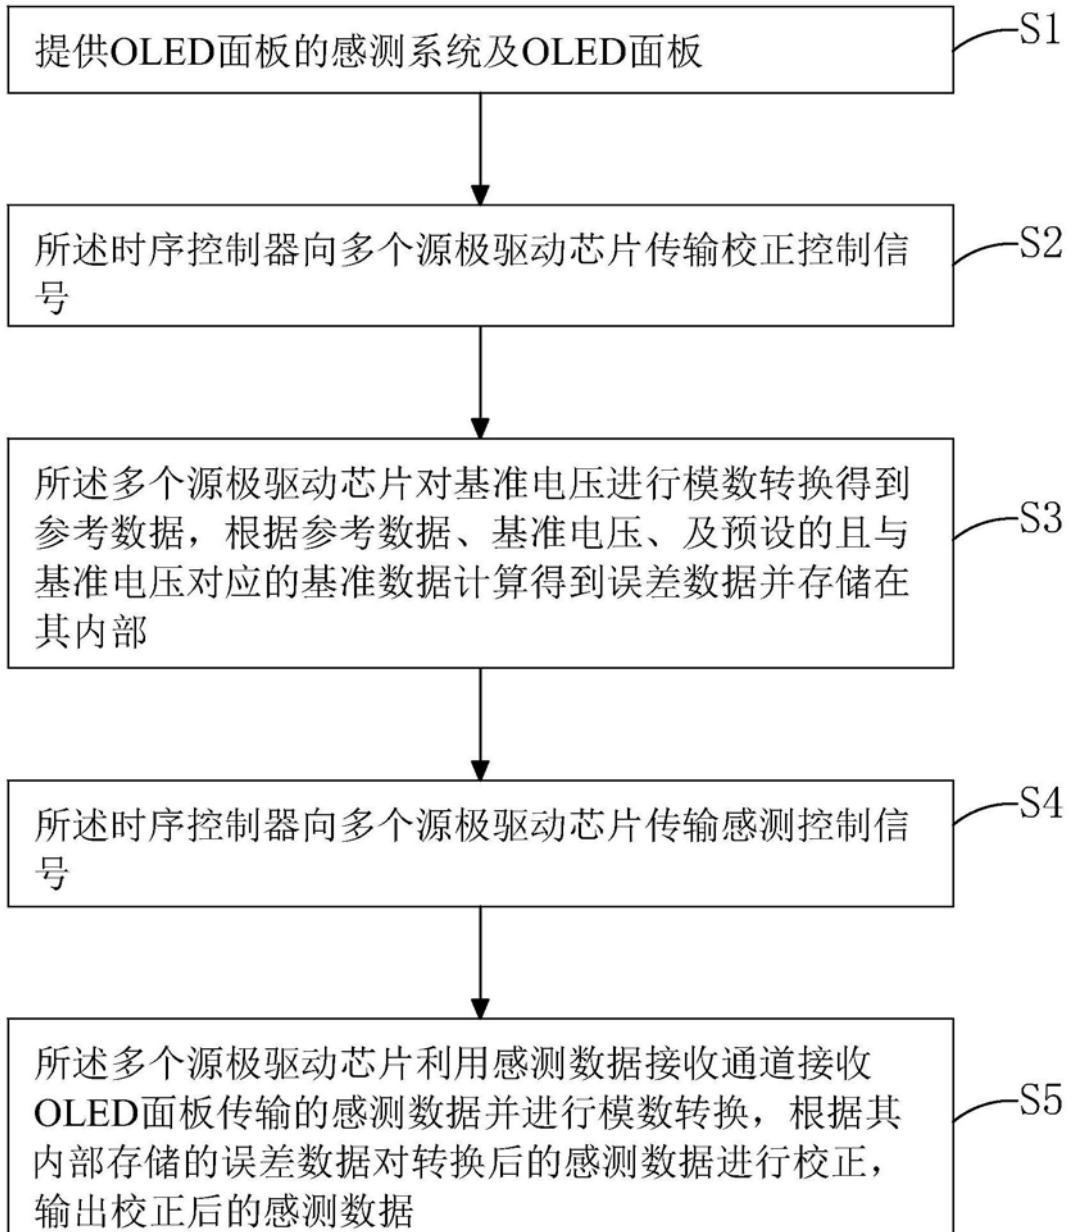 提供OLED面板的感测系统及OLED面板
S1
所述时序控制器向多个源极驱动芯片传输校正控制信
号
S2
所述多个源极驱动芯片对基准电压进行模数转换得到
参考数据，根据参考数据、基准电压、及预设的且与
基准电压对应的基准数据计算得到误差数据并存储在
其内部
S3
所述时序控制器向多个源极驱动芯片传输感测控制信
号
S4
所述多个源极驱动芯片利用感测数据接收通道接收
OLED面板传输的感测数据并进行模数转换，根据其
内部存储的误差数据对转换后的感测数据进行校正，
输出校正后的感测数据
S5